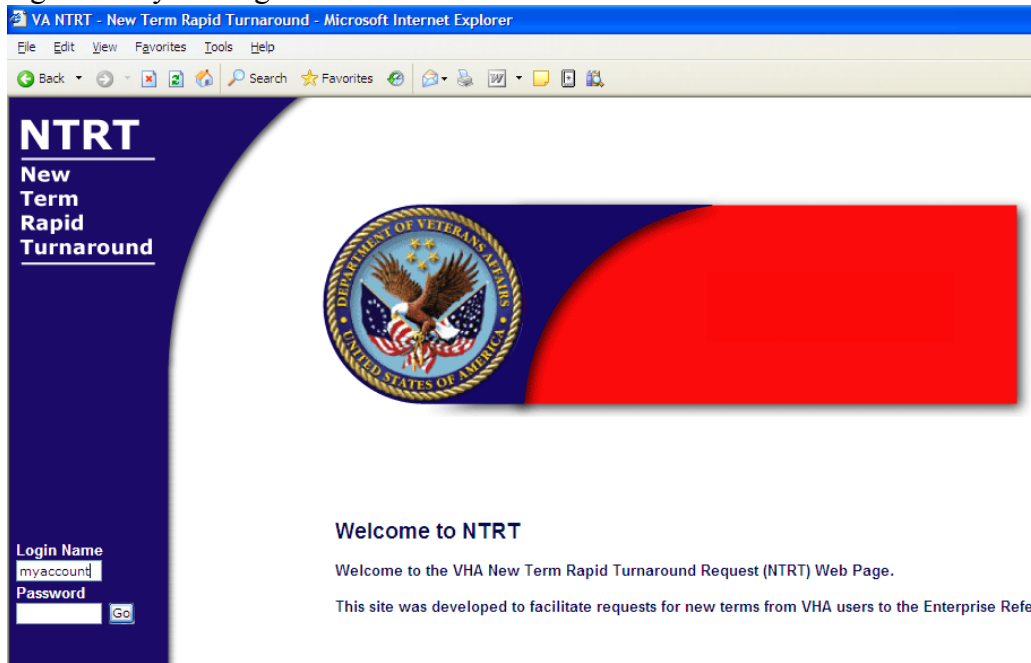 VA NTRT - New Term Rapid Turnaround - Microsoft Internet Explorer
File Edit View Favorites Tools Help
Back Search Favorites
NTRT
New
Term
Rapid
Turnaround
DEPARTMENT OF VETERANS AFFAIRS
UNITED STATES OF AMERICA
Welcome to NTRT
Welcome to the VHA New Term Rapid Turnaround Request (NTRT) Web Page.
This site was developed to facilitate requests for new terms from VHA users to the Enterprise Refe
Login Name
myaccount
Password
Go